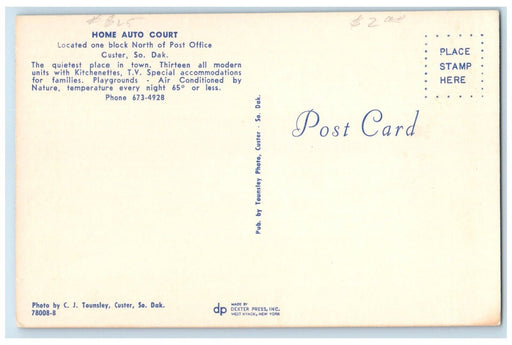 $ 2.00
HOME AUTO COURT
Located one block North of Post Office
Custer, So. Dak.
The quietest place in town. Thirteen all modern
units with Kitchenettes, T.V. Special accommodations
for families. Playgrounds - Air Conditioned by
Nature, temperature every night 65° or less.
Phone 673-4928
PLACE
STAMP
HERE
Post Card
Pub. by Tounsley Photo, Custer - So. Dak.
Photo by C. J. Tounsley, Custer, So. Dak.
78008-B
dp
MADE BY
DEXTER PRESS, INC.
WEST NYACK, NEW YORK